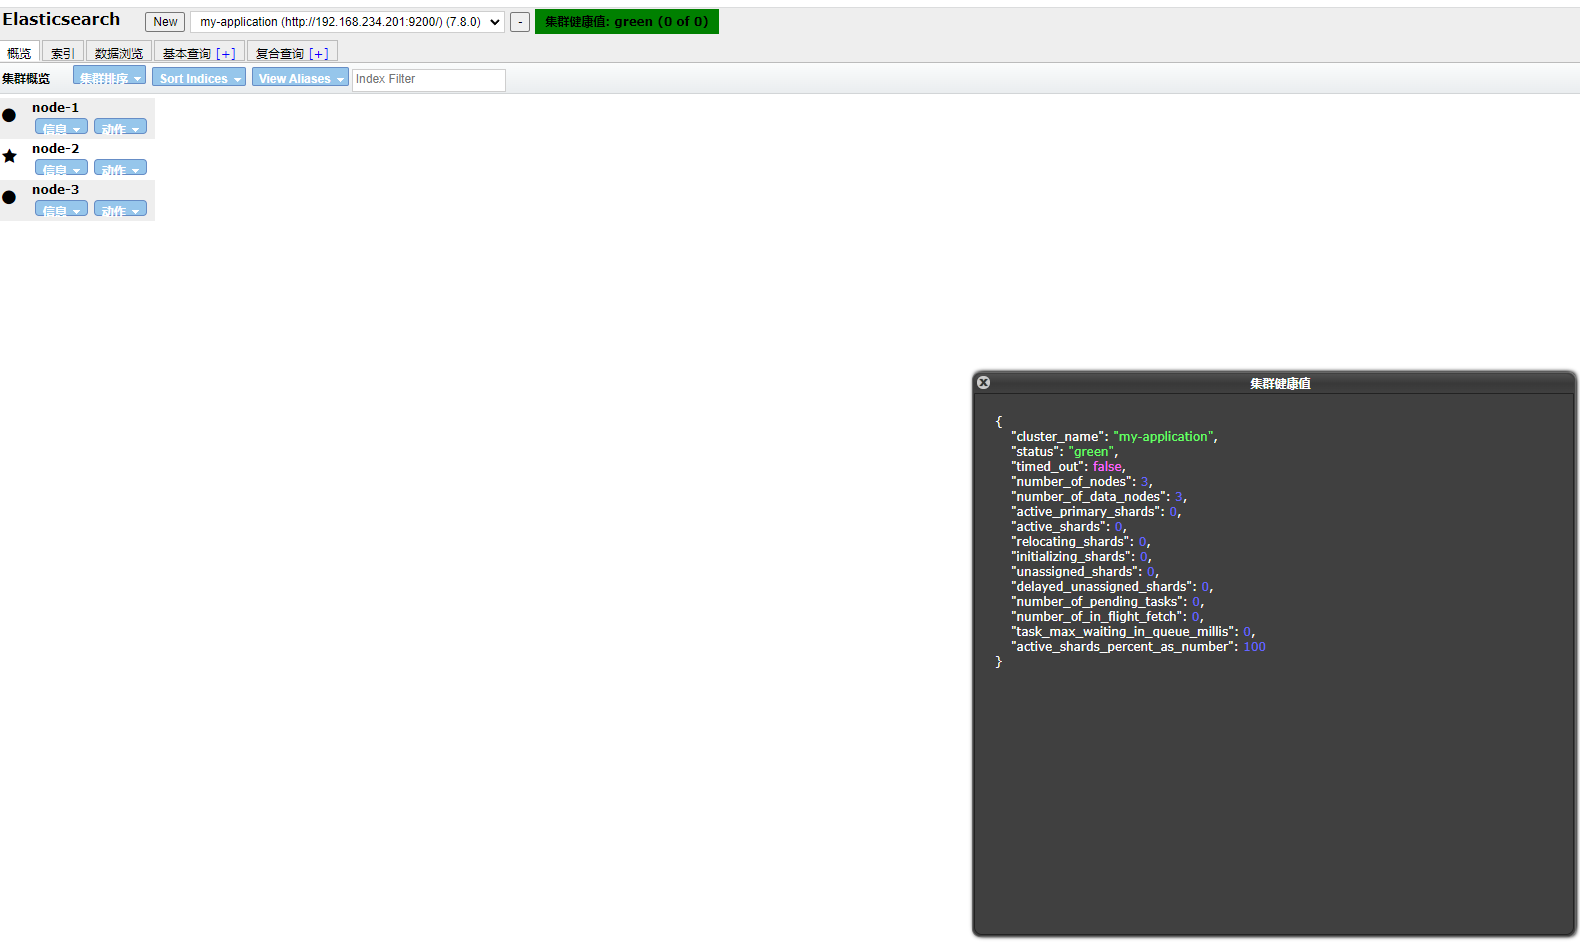 Elasticsearch New my-application (http://192.168.234.201:9200/) (7.8.0) - 集群健康值: green (0 of 0)
概览 索引 数据浏览 基本查询 [+] 复合查询 [+]
集群概览 集群排序 Sort Indices View Aliases Index Filter
node-1
信息 动作
node-2
信息 动作
node-3
信息 动作
集群健康值
{
"cluster_name": "my-application",
"status": "green",
"timed_out": false,
"number_of_nodes": 3,
"number_of_data_nodes": 3,
"active_primary_shards": 0,
"active_shards": 0,
"relocating_shards": 0,
"initializing_shards": 0,
"unassigned_shards": 0,
"delayed_unassigned_shards": 0,
"number_of_pending_tasks": 0,
"number_of_in_flight_fetch": 0,
"task_max_waiting_in_queue_millis": 0,
"active_shards_percent_as_number": 100
}